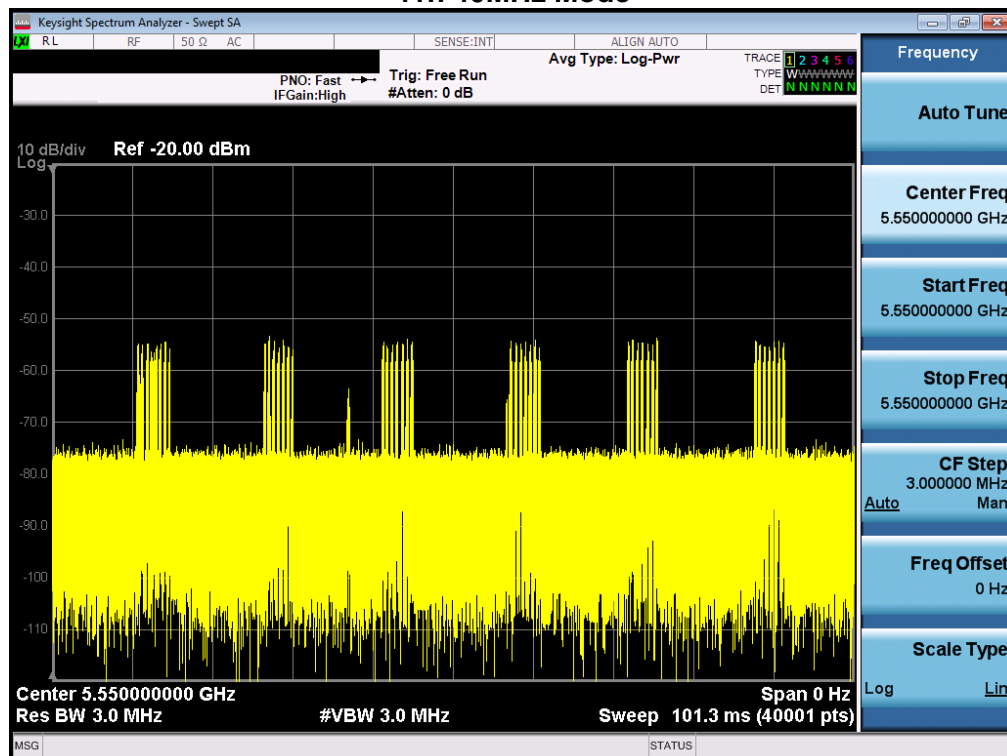 Keysight Spectrum Analyzer - Swept SA
LXI RL RF 50 Ω AC SENSE:INT ALIGN AUTO
Avg Type: Log-Pwr
TRACE 1 2 3 4 5 6
TYPE WWWWWW
DET N N N N N N
PNO: Fast
IFGain:High
Trig: Free Run
#Atten: 0 dB
10 dB/div
Log
Ref -20.00 dBm
-30.0
-40.0
-50.0
-60.0
-70.0
-80.0
-90.0
-100
-110
Center 5.550000000 GHz
Span 0 Hz
Res BW 3.0 MHz
#VBW 3.0 MHz
Sweep 101.3 ms (40001 pts)
MSG
STATUS
Frequency
Auto Tune
Center Freq
5.550000000 GHz
Start Freq
5.550000000 GHz
Stop Freq
5.550000000 GHz
CF Step
3.000000 MHz
Auto Man
Freq Offset
0 Hz
Scale Type
Log Lin